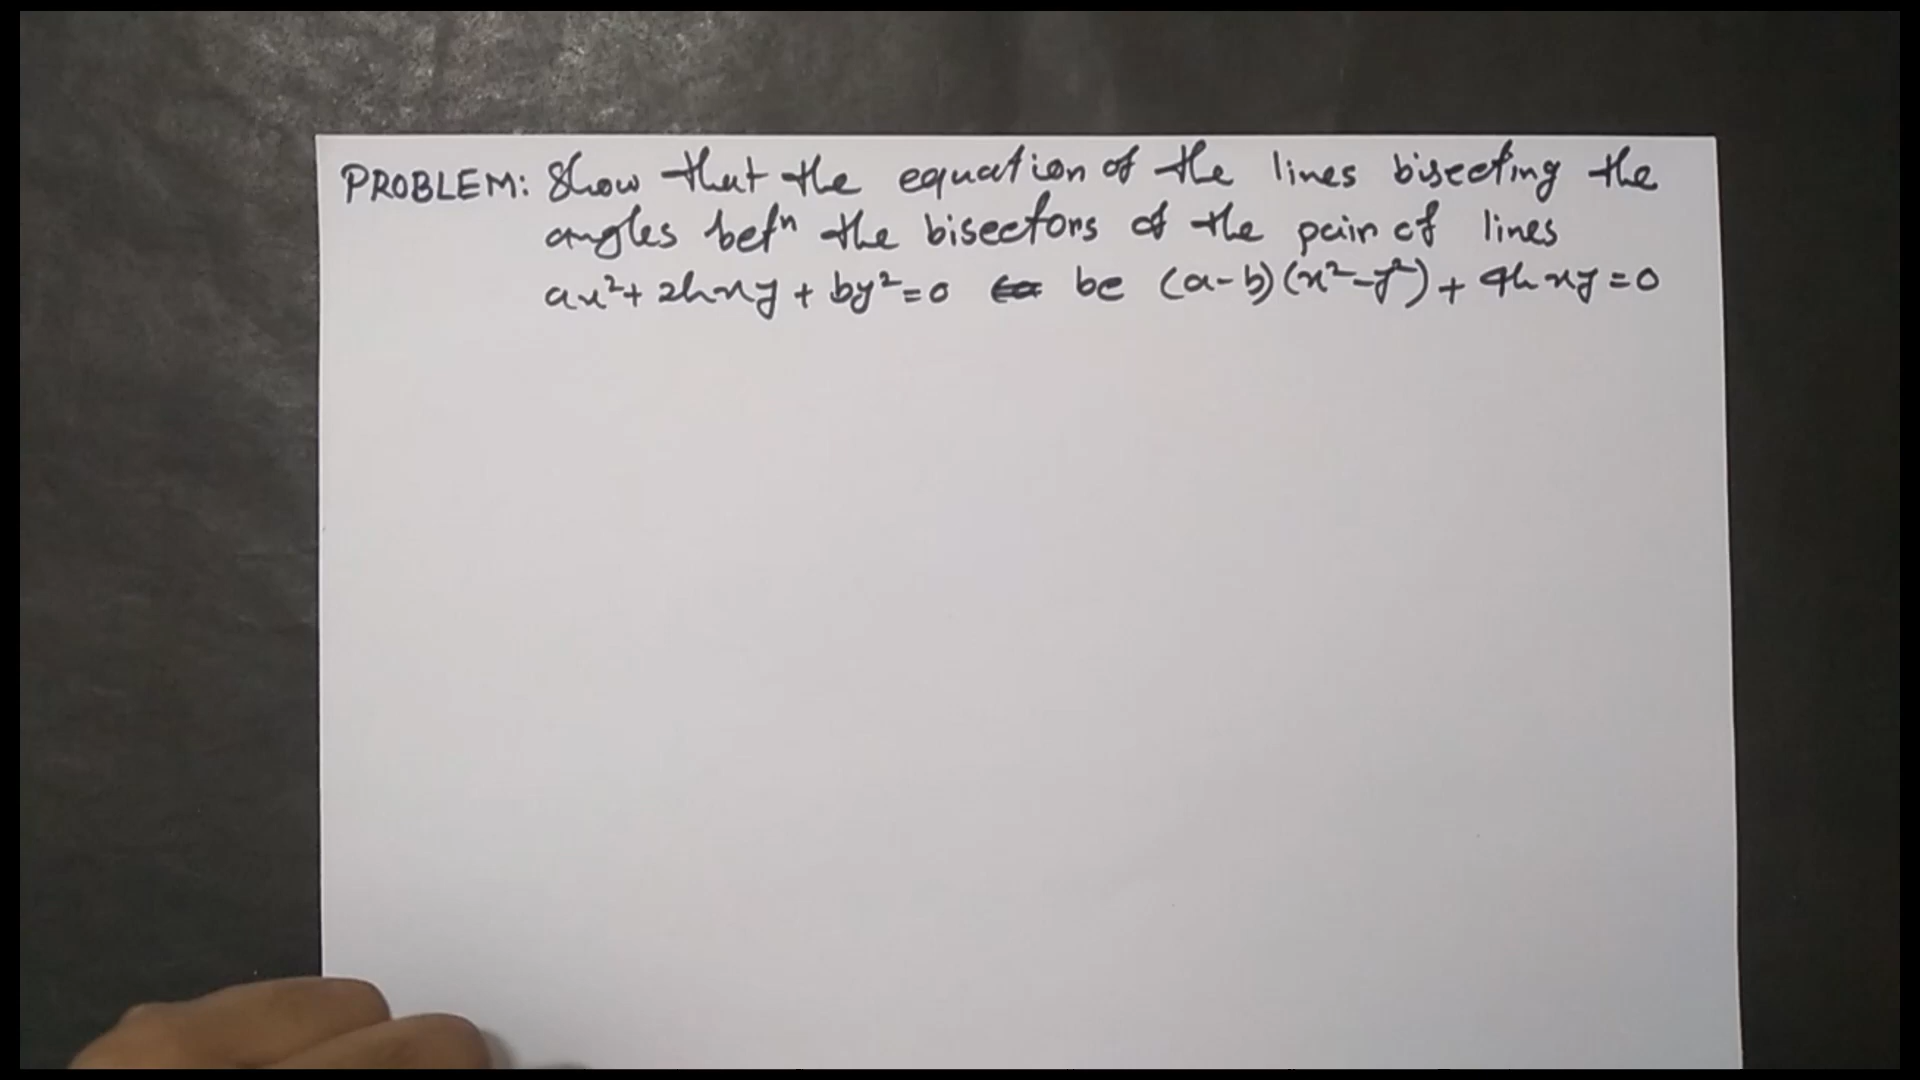 PROBLEM: Show that the equation of the lines bisecting the
angles betⁿ the bisectors of the pair of lines
ax²+2hxy+by²=0 be (a-b)(x²-y²)+4hxy=0